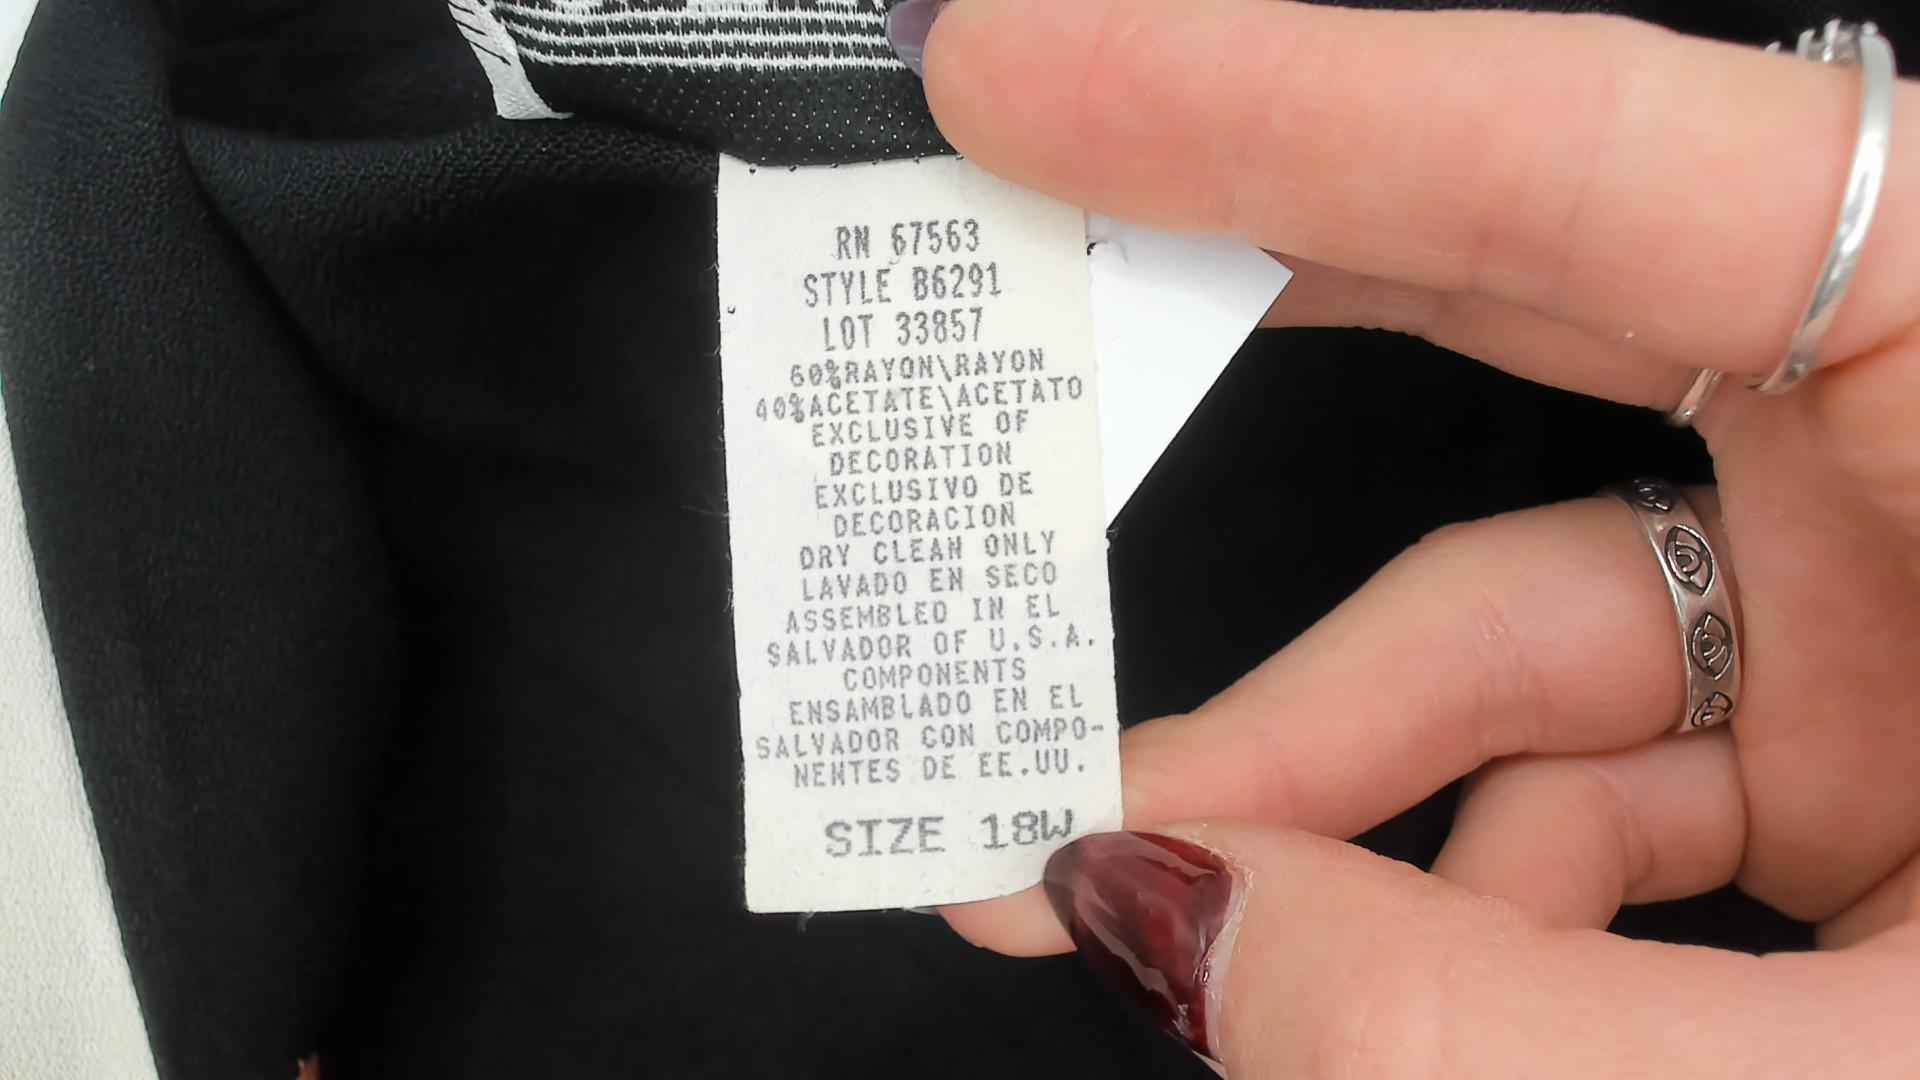 RN 67563
STYLE B6291
LOT 33857
60%RAYON\RAYON
40%ACETATE\ACETATO
EXCLUSIVE OF
DECORATION
EXCLUSIVO DE
DECORACION
DRY CLEAN ONLY
LAVADO EN SECO
ASSEMBLED IN EL
SALVADOR OF U.S.A.
COMPONENTS
ENSAMBLADO EN EL
SALVADOR CON COMPO-
NENTES DE EE.UU.
SIZE 18W